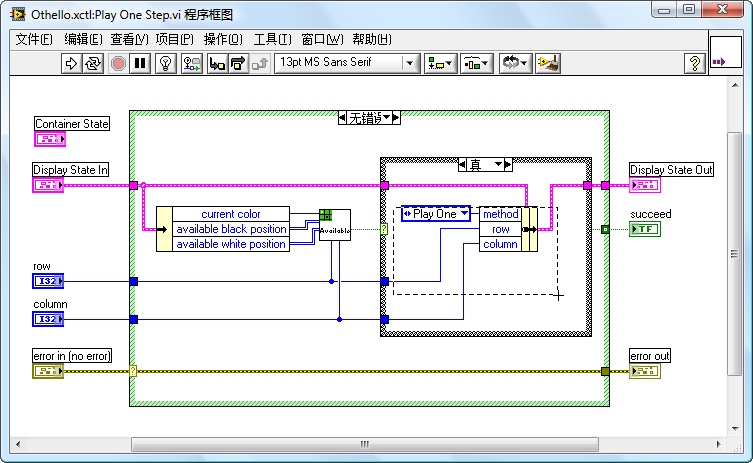 Othello.xctl:Play One Step.vi 程序框图
文件(F) 编辑(E) 查看(V) 项目(P) 操作(O) 工具(T) 窗口(W) 帮助(H)
13pt MS Sans Serif
?
无错误
Container State
真
Display State In
Display State Out
current color
Play One
method
succeed
available black position
Available
?
row
TF
available white position
column
row
I32
column
I32
error in (no error)
error out
?